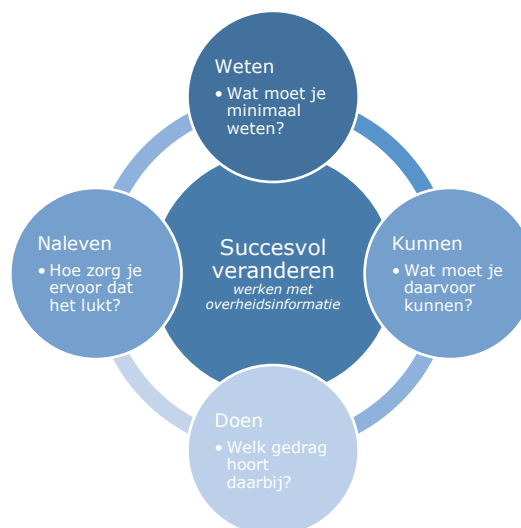 Weten
• Wat moet je
minimaal
weten?
Naleven
• Hoe zorg je
ervoor dat
het lukt?
Succesvol
veranderen
werken met
overheidsinformatie
Kunnen
• Wat moet je
daarvoor
kunnen?
Doen
• Welk gedrag
hoort
daarbij?